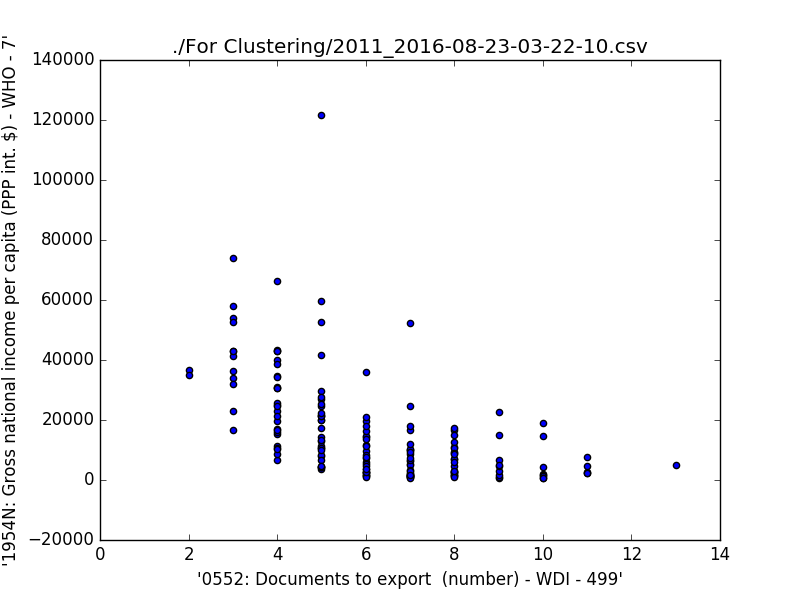 ./For Clustering/2011_2016-08-23-03-22-10.csv
'1954N: Gross national income per capita (PPP int. $) - WHO - 7'
140000
120000
100000
80000
60000
40000
20000
0
−20000
0 2 4 6 8 10 12 14
'0552: Documents to export  (number) - WDI - 499'